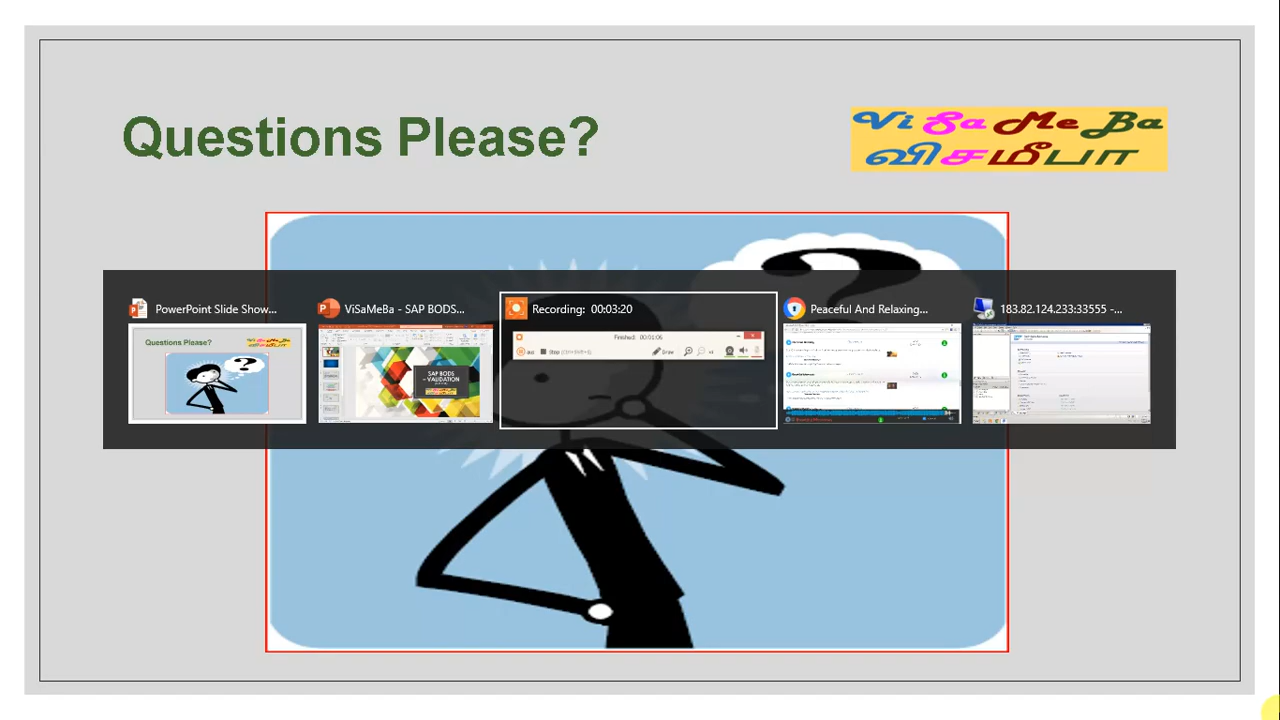 Questions Please?
Vi Sa Me Ba
விசமீபா
PowerPoint Slide Show...
ViSaMeBa - SAP BODS...
Recording: 00:03:20
Peaceful And Relaxing...
183.82.124.233:33555 -...
Questions Please?
Finished: 00:01:06
Stop
Draw
SAP BODS
– VALIDATION